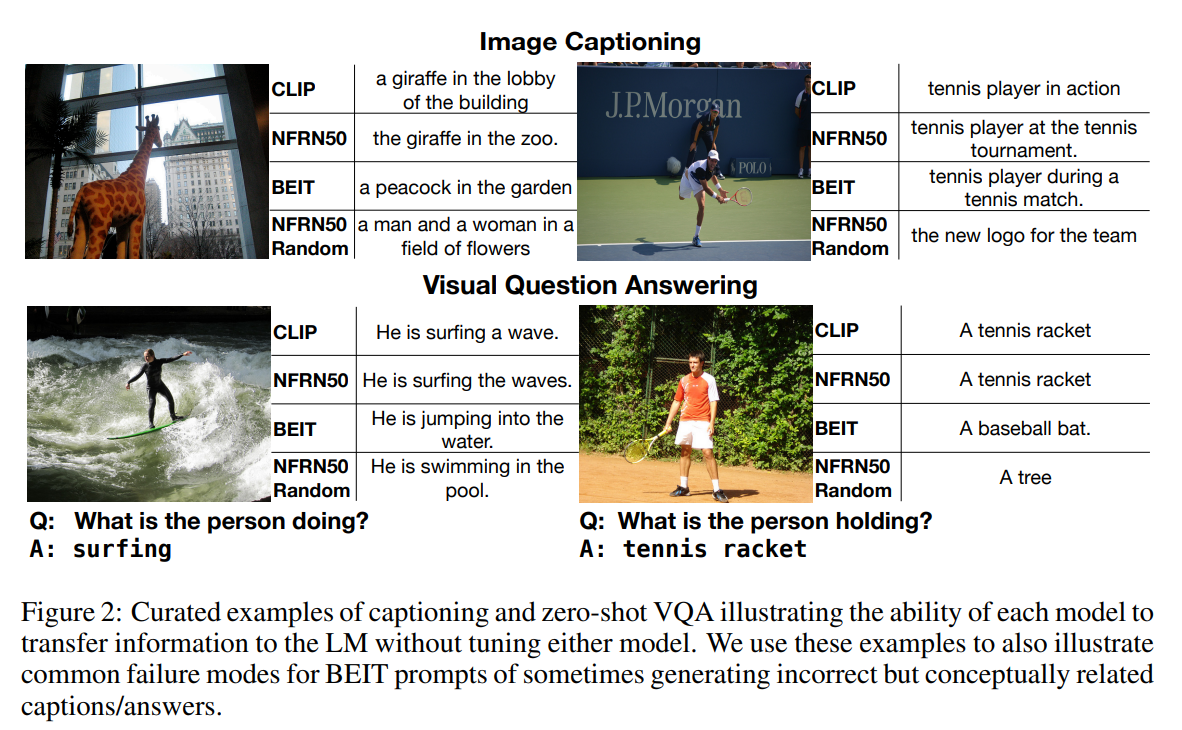 Image Captioning
CLIP
a giraffe in the lobby
of the building
NFRN50
the giraffe in the zoo.
BEIT
a peacock in the garden
NFRN50
Random
a man and a woman in a
field of flowers
J.P.Morgan
POLO
CLIP
tennis player in action
NFRN50
tennis player at the tennis
tournament.
BEIT
tennis player during a
tennis match.
NFRN50
Random
the new logo for the team
Visual Question Answering
CLIP
He is surfing a wave.
NFRN50
He is surfing the waves.
BEIT
He is jumping into the
water.
NFRN50
Random
He is swimming in the
pool.
Q: What is the person doing?
A: surfing
CLIP
A tennis racket
NFRN50
A tennis racket
BEIT
A baseball bat.
NFRN50
Random
A tree
Q: What is the person holding?
A: tennis racket
Figure 2: Curated examples of captioning and zero-shot VQA illustrating the ability of each model to
transfer information to the LM without tuning either model. We use these examples to also illustrate
common failure modes for BEIT prompts of sometimes generating incorrect but conceptually related
captions/answers.